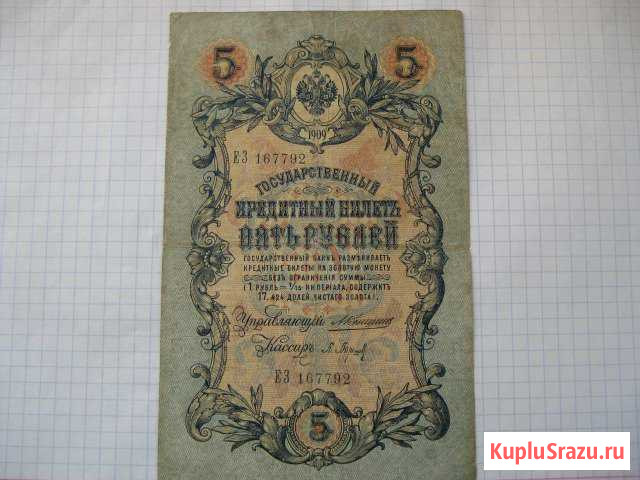 5 5
1909
ЕЗ 167792
ГОСУДАРСТВЕННЫЙ
КРЕДИТНЫЙ БИЛЕТЪ
ПЯТЬ РУБЛЕЙ
ГОСУДАРСТВЕННЫЙ БАНКЪ РАЗМѢНИВАЕТЪ
КРЕДИТНЫЕ БИЛЕТЫ НА ЗОЛОТУЮ МОНЕТУ
БЕЗЪ ОГРАНИЧЕНІЯ СУММЫ
(1 РУБЛЬ = 1/15 ИМПЕРІАЛА, СОДЕРЖИТЪ
17,424 ДОЛЕЙ ЧИСТАГО ЗОЛОТА).
Управляющій
Кассиръ
ЕЗ 167792
5
KupluSrazu.ru